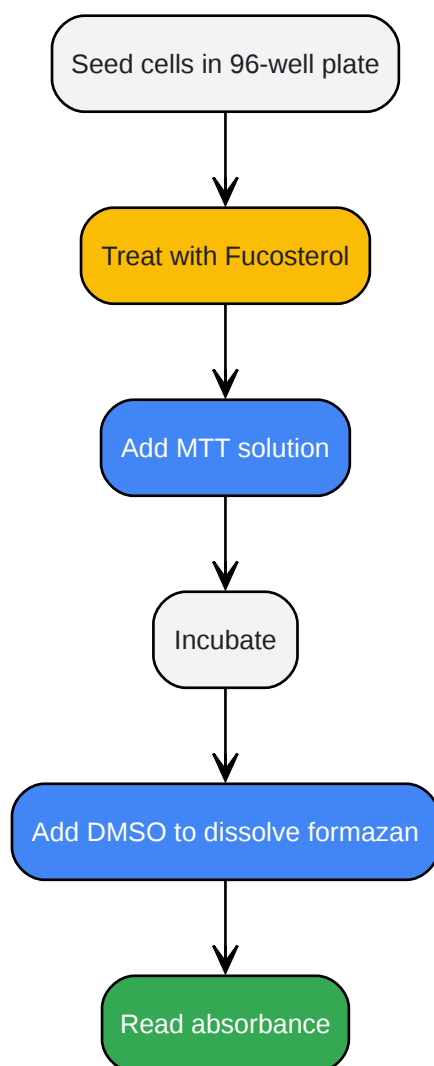 Seed cells in 96-well plate
Treat with Fucosterol
Add MTT solution
Incubate
Add DMSO to dissolve formazan
Read absorbance